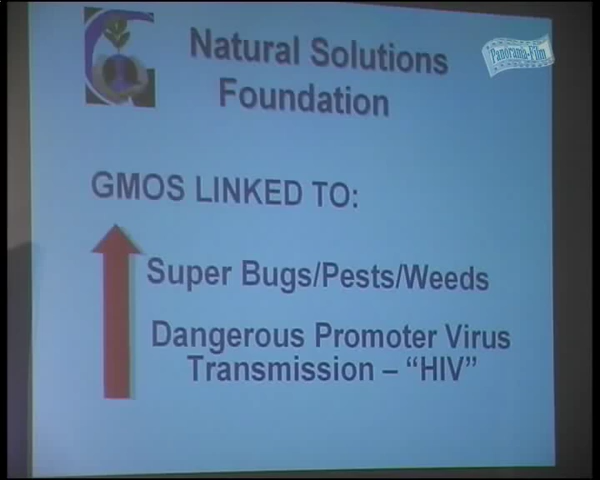 Natural Solutions
Foundation
Panorama-Film
GMOS LINKED TO:
Super Bugs/Pests/Weeds
Dangerous Promoter Virus
Transmission – “HIV”